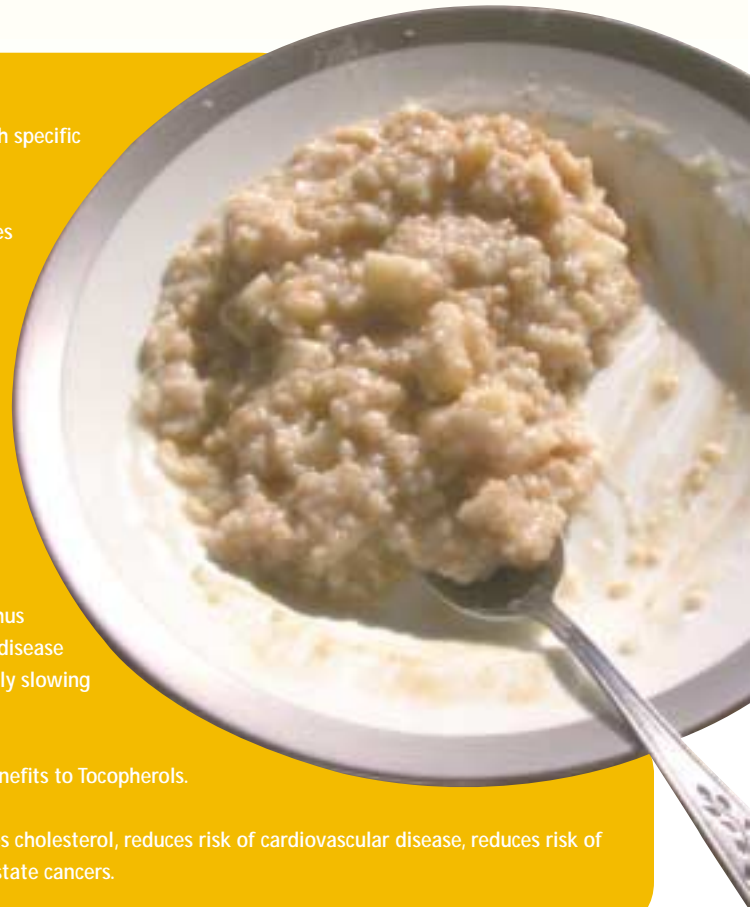 h specific
es
nus
disease
ly slowing
nefits to Tocopherols.
s cholesterol, reduces risk of cardiovascular disease, reduces risk of
state cancers.